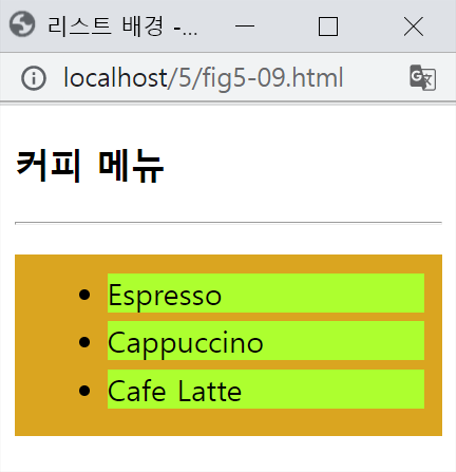 리스트 배경 -...
localhost/5/fig5-09.html
커피 메뉴
Espresso
Cappuccino
Cafe Latte